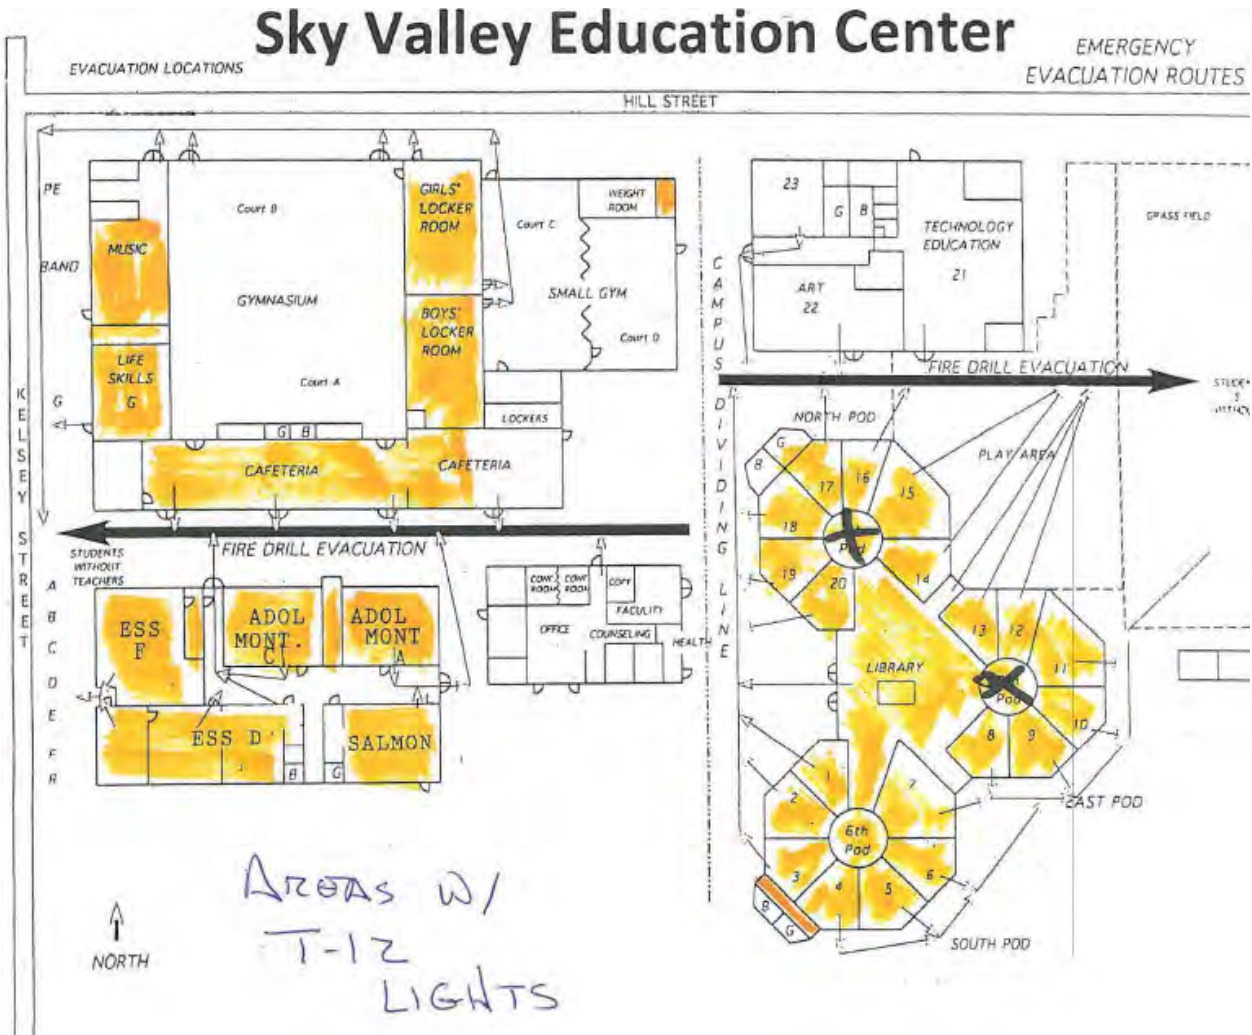 Sky Valley Education Center
EMERGENCY
EVACUATION ROUTES
EVACUATION LOCATIONS
HILL STREET
PE
BAND
G
KELSEY STREET
MUSIC
LIFE
SKILLS
G
Court B
GYMNASIUM
Court A
G B
GIRLS'
LOCKER
ROOM
BOYS'
LOCKER
ROOM
Court C
WEIGHT
ROOM
SMALL GYM
Court D
LOCKERS
CAFETERIA
CAFETERIA
CAMPUS DIVIDING LINE
23
G B
TECHNOLOGY
EDUCATION
21
ART
22
GRASS FIELD
FIRE DRILL EVACUATION
NORTH POD
PLAY AREA
G
B
17
16
15
18
Pod
19
20
14
13
12
11
LIBRARY
Pod
10
8
9
EAST POD
1
2
7
6th
Pod
3
4
5
6
B
G
SOUTH POD
FIRE DRILL EVACUATION
STUDENTS
WITHOUT
TEACHERS
A
B
C
D
E
F
ESS
F
ADOL
MONT.
C
ADOL
MONT
A
ESS D
B
G
SALMON
CONF
ROOM
CONF
ROOM
COPY
FACULITY
OFFICE
COUNSELING
HEALTH
NORTH
AREAS W/
T-12
LIGHTS